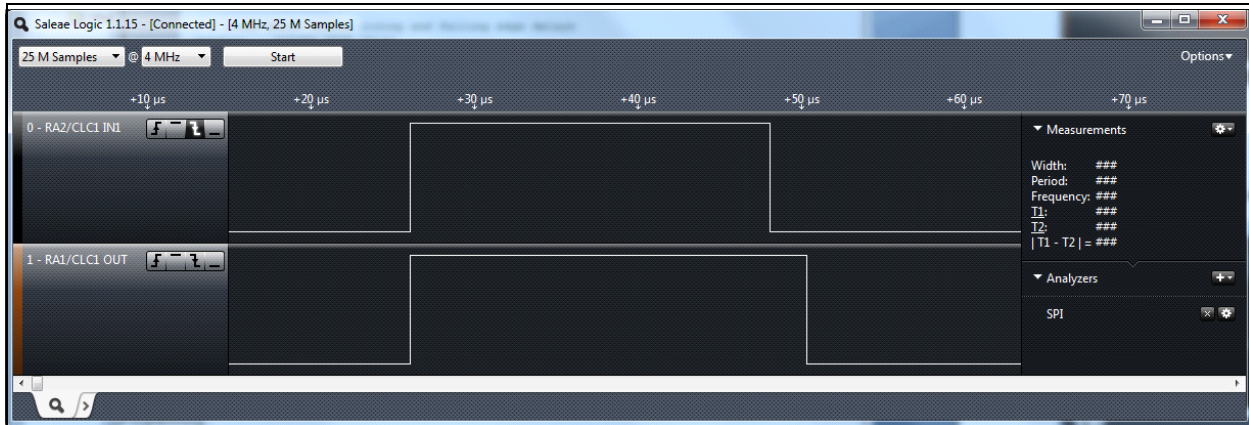 Saleae Logic 1.1.15 - [Connected] - [4 MHz, 25 M Samples]
25 M Samples @ 4 MHz Start Options
+10 µs +20 µs +30 µs +40 µs +50 µs +60 µs +70 µs
0 - RA2/CLC1 IN1
Measurements
Width: ###
Period: ###
Frequency: ###
T1: ###
T2: ###
| T1 - T2 | = ###
1 - RA1/CLC1 OUT
Analyzers
SPI